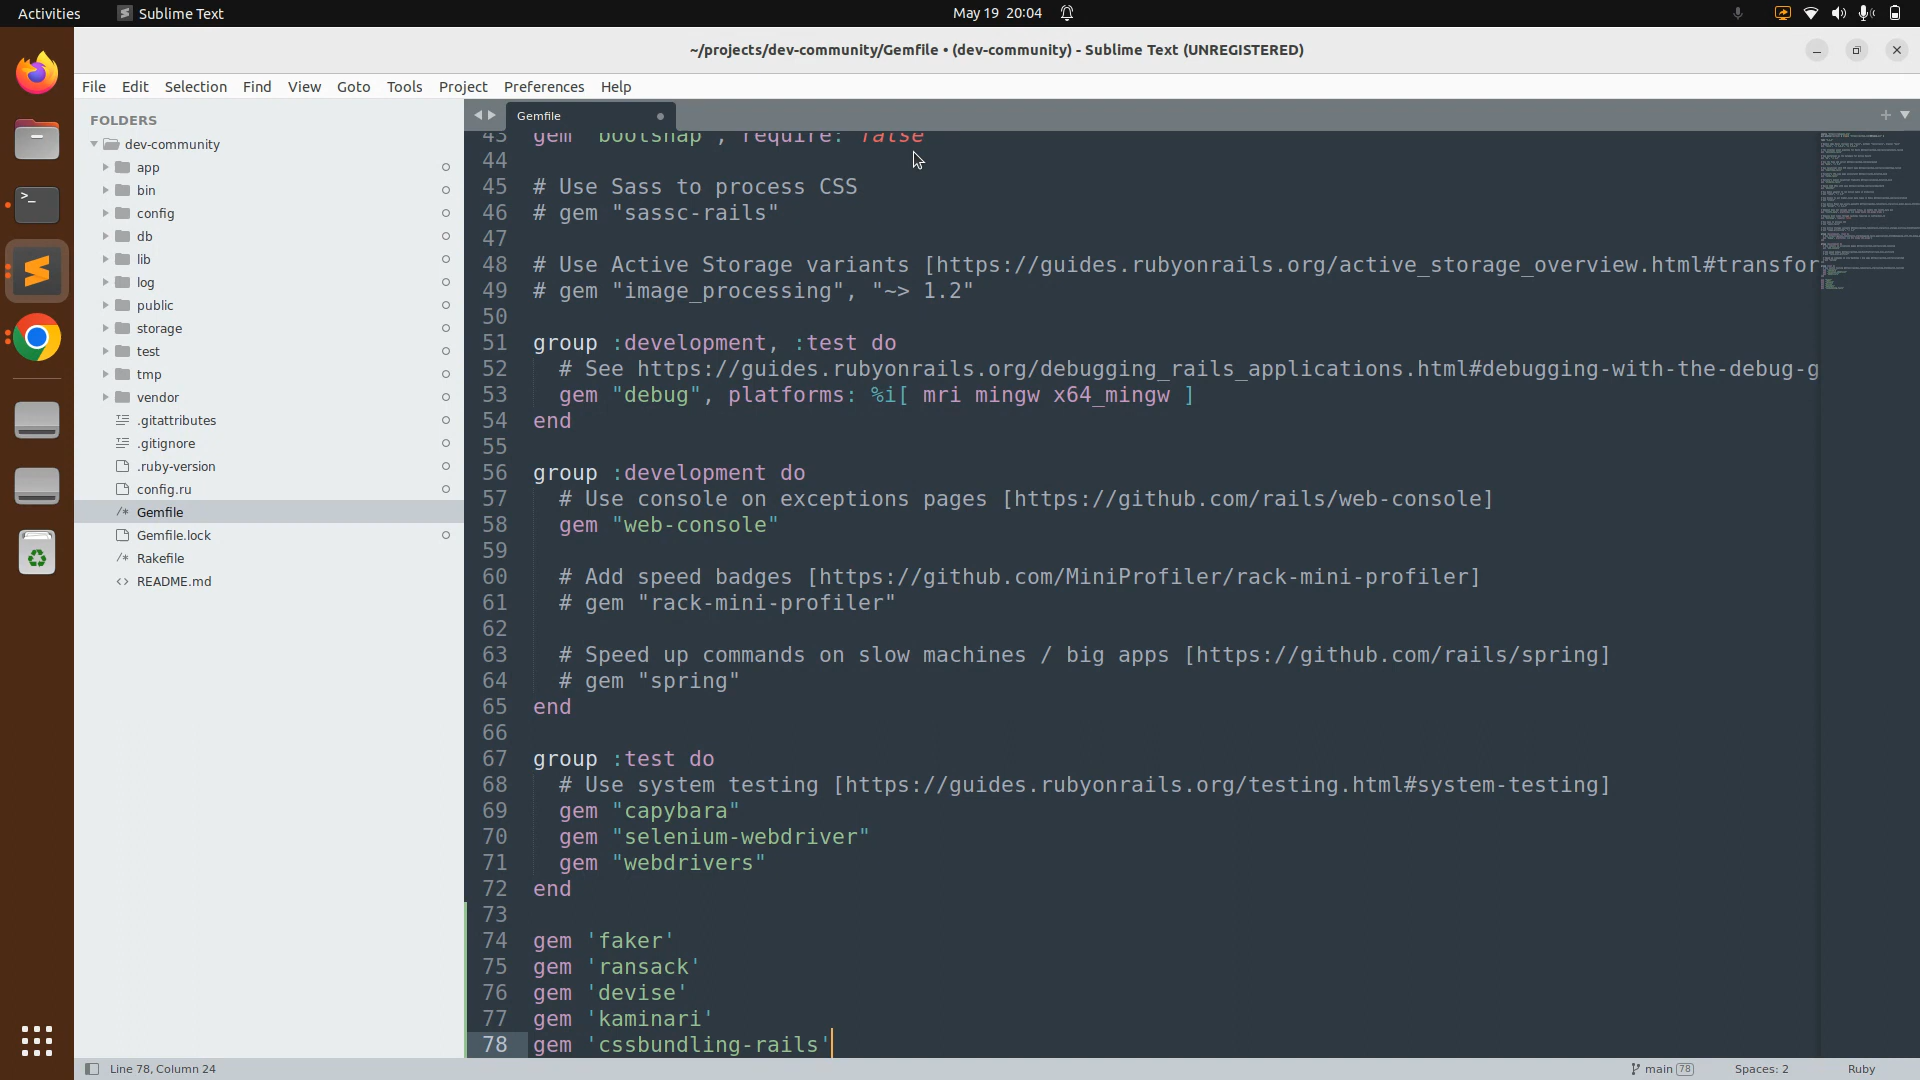 Activities
Sublime Text
May 19 20:04
~/projects/dev-community/Gemfile • (dev-community) - Sublime Text (UNREGISTERED)
File Edit Selection Find View Goto Tools Project Preferences Help
FOLDERS
dev-community
app
bin
config
db
lib
log
public
storage
test
tmp
vendor
.gitattributes
.gitignore
.ruby-version
config.ru
Gemfile
Gemfile.lock
Rakefile
README.md
Gemfile
43 gem "bootsnap", require: false
44
45 # Use Sass to process CSS
46 # gem "sassc-rails"
47
48 # Use Active Storage variants [https://guides.rubyonrails.org/active_storage_overview.html#transfor
49 # gem "image_processing", "~> 1.2"
50
51 group :development, :test do
52 # See https://guides.rubyonrails.org/debugging_rails_applications.html#debugging-with-the-debug-g
53 gem "debug", platforms: %i[ mri mingw x64_mingw ]
54 end
55
56 group :development do
57 # Use console on exceptions pages [https://github.com/rails/web-console]
58 gem "web-console"
59
60 # Add speed badges [https://github.com/MiniProfiler/rack-mini-profiler]
61 # gem "rack-mini-profiler"
62
63 # Speed up commands on slow machines / big apps [https://github.com/rails/spring]
64 # gem "spring"
65 end
66
67 group :test do
68 # Use system testing [https://guides.rubyonrails.org/testing.html#system-testing]
69 gem "capybara"
70 gem "selenium-webdriver"
71 gem "webdrivers"
72 end
73
74 gem 'faker'
75 gem 'ransack'
76 gem 'devise'
77 gem 'kaminari'
78 gem 'cssbundling-rails'
Line 78, Column 24
main 78
Spaces: 2
Ruby